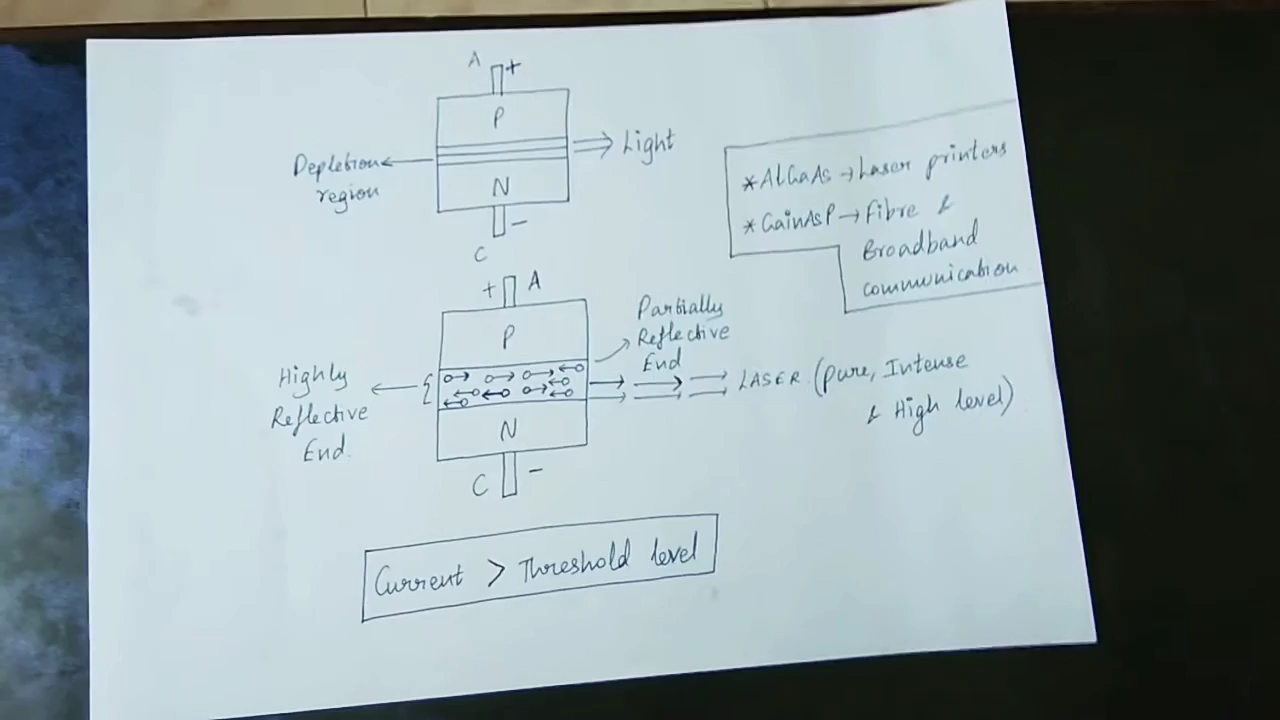 A +
P
Depletion
region
Light
N
-
C
* AlGaAs → Laser printers
* GainAsP → Fibre &
Broadband
communication
+ A
P
Partially
Reflective
End
Highly
Reflective
End.
LASER (pure, Intense
& High level)
N
C -
Current > Threshold level